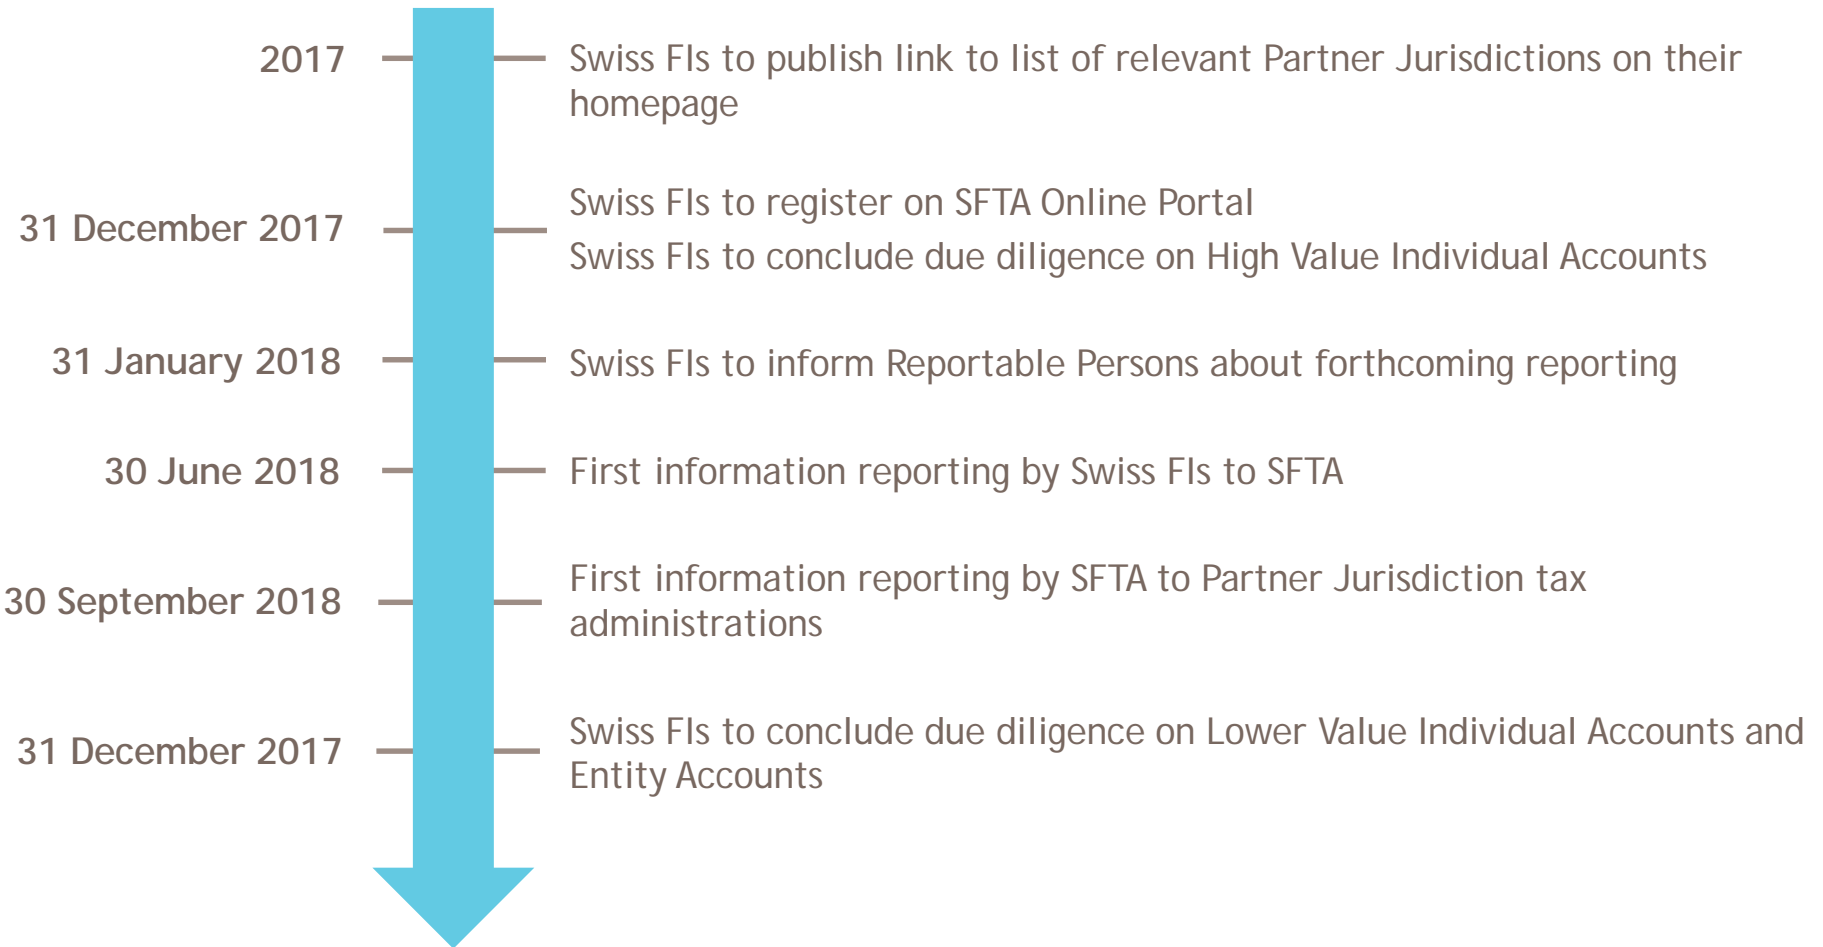 2017
Swiss FIs to publish link to list of relevant Partner Jurisdictions on their
homepage
31 December 2017
Swiss FIs to register on SFTA Online Portal
Swiss FIs to conclude due diligence on High Value Individual Accounts
31 January 2018
Swiss FIs to inform Reportable Persons about forthcoming reporting
30 June 2018
First information reporting by Swiss FIs to SFTA
30 September 2018
First information reporting by SFTA to Partner Jurisdiction tax
administrations
31 December 2017
Swiss FIs to conclude due diligence on Lower Value Individual Accounts and
Entity Accounts